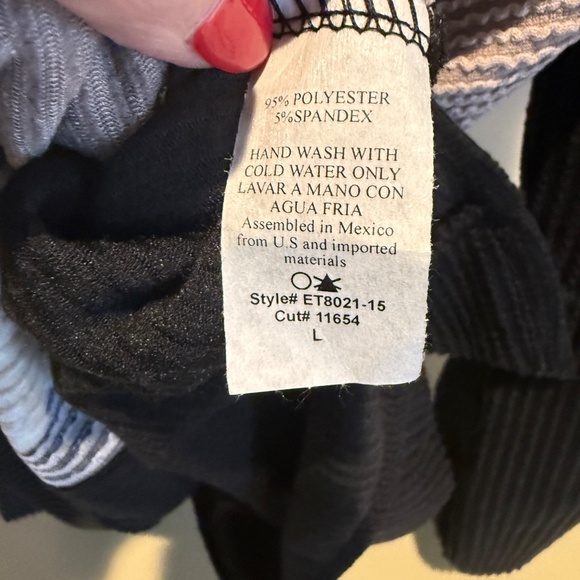 95% POLYESTER
5%SPANDEX
HAND WASH WITH
COLD WATER ONLY
LAVAR A MANO CON
AGUA FRIA
Assembled in Mexico
from U.S and imported
materials
Style# ET8021-15
Cut# 11654
L